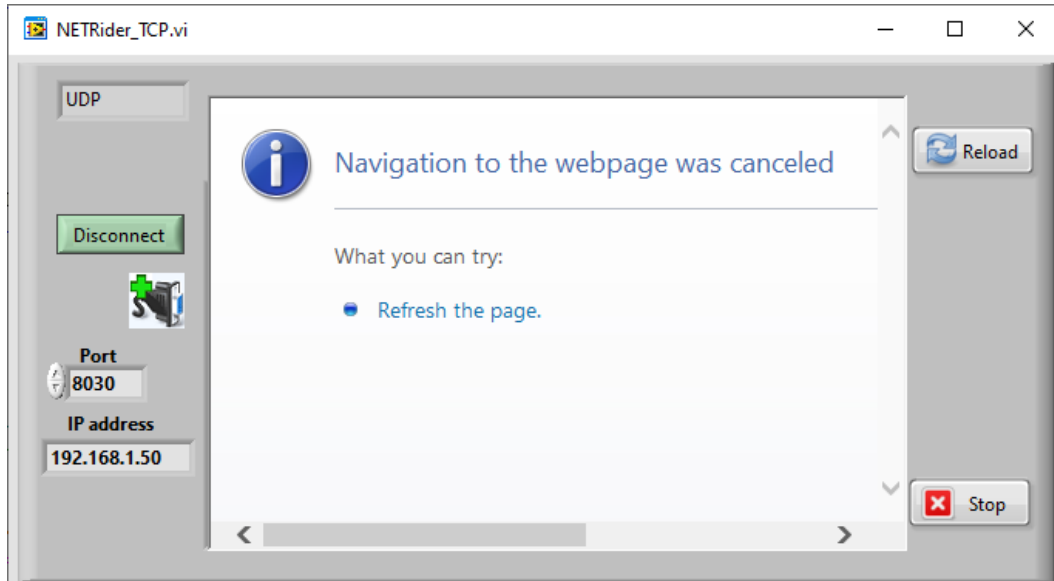 NETRider_TCP.vi
UDP
Navigation to the webpage was canceled
Reload
Disconnect
What you can try:
Refresh the page.
Port
8030
IP address
192.168.1.50
Stop